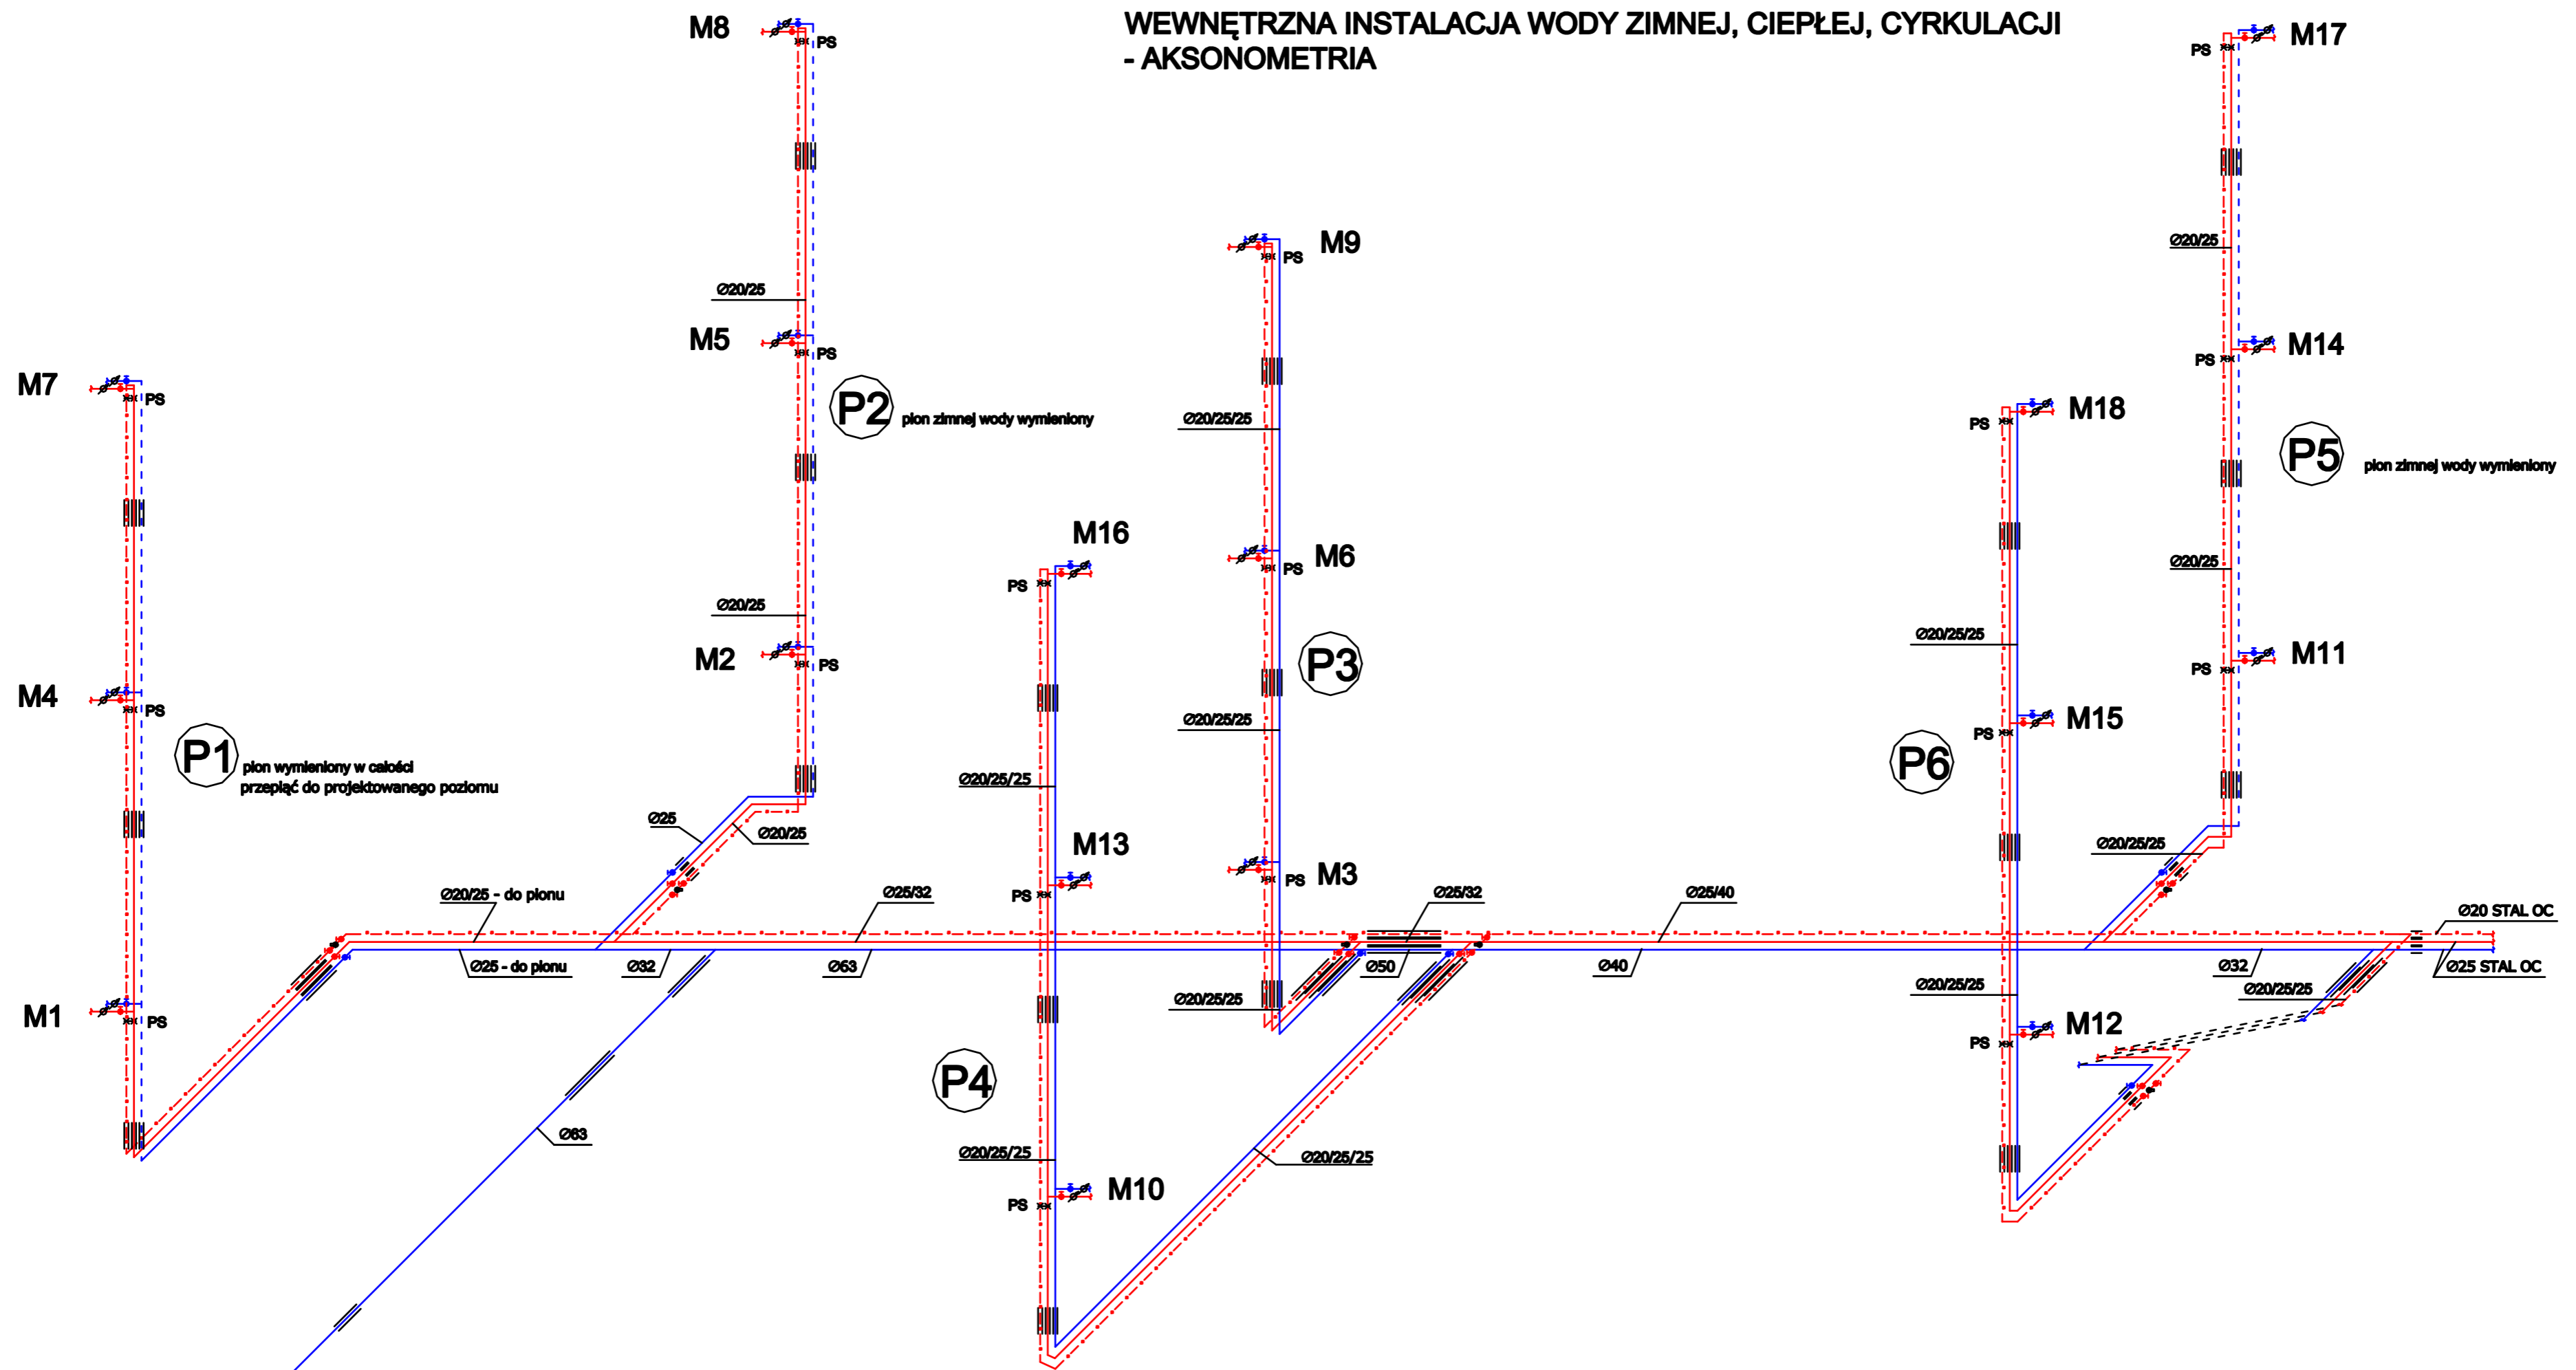 WEWNĘTRZNA INSTALACJA WODY ZIMNEJ, CIEPŁEJ, CYRKULACJI
- AKSONOMETRIA
M8
PS
M17
PS
M9
PS
Ø20/25
Ø20/25
M5
PS
M14
PS
M7
PS
P2
pion zimnej wody wymieniony
Ø20/25/25
M18
PS
P5
pion zimnej wody wymieniony
M16
PS
M6
PS
Ø20/25
Ø20/25
M2
PS
P3
Ø20/25/25
M11
PS
M4
PS
Ø20/25/25
M15
PS
P1
pion wymieniony w całości
przepiąć do projektowanego poziomu
P6
Ø20/25/25
Ø25
Ø20/25
M13
PS
M3
PS
Ø20/25/25
Ø20/25 - do pionu
Ø25/32
Ø25/32
Ø25/40
Ø20 STAL OC
Ø25 - do pionu
Ø32
Ø63
Ø50
Ø40
Ø32
Ø25 STAL OC
Ø20/25/25
Ø20/25/25
Ø20/25/25
M1
PS
M12
PS
P4
Ø63
Ø20/25/25
Ø20/25/25
M10
PS